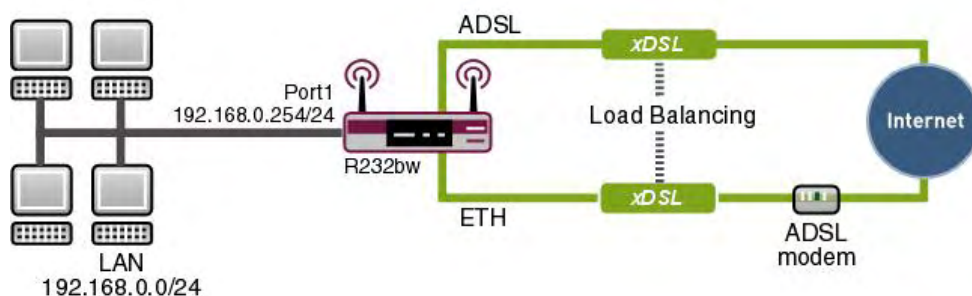 ADSL
xDSL
Port1
192.168.0.254/24
Load Balancing
Internet
R232bw
ETH
xDSL
ADSL
modem
LAN
192.168.0.0/24